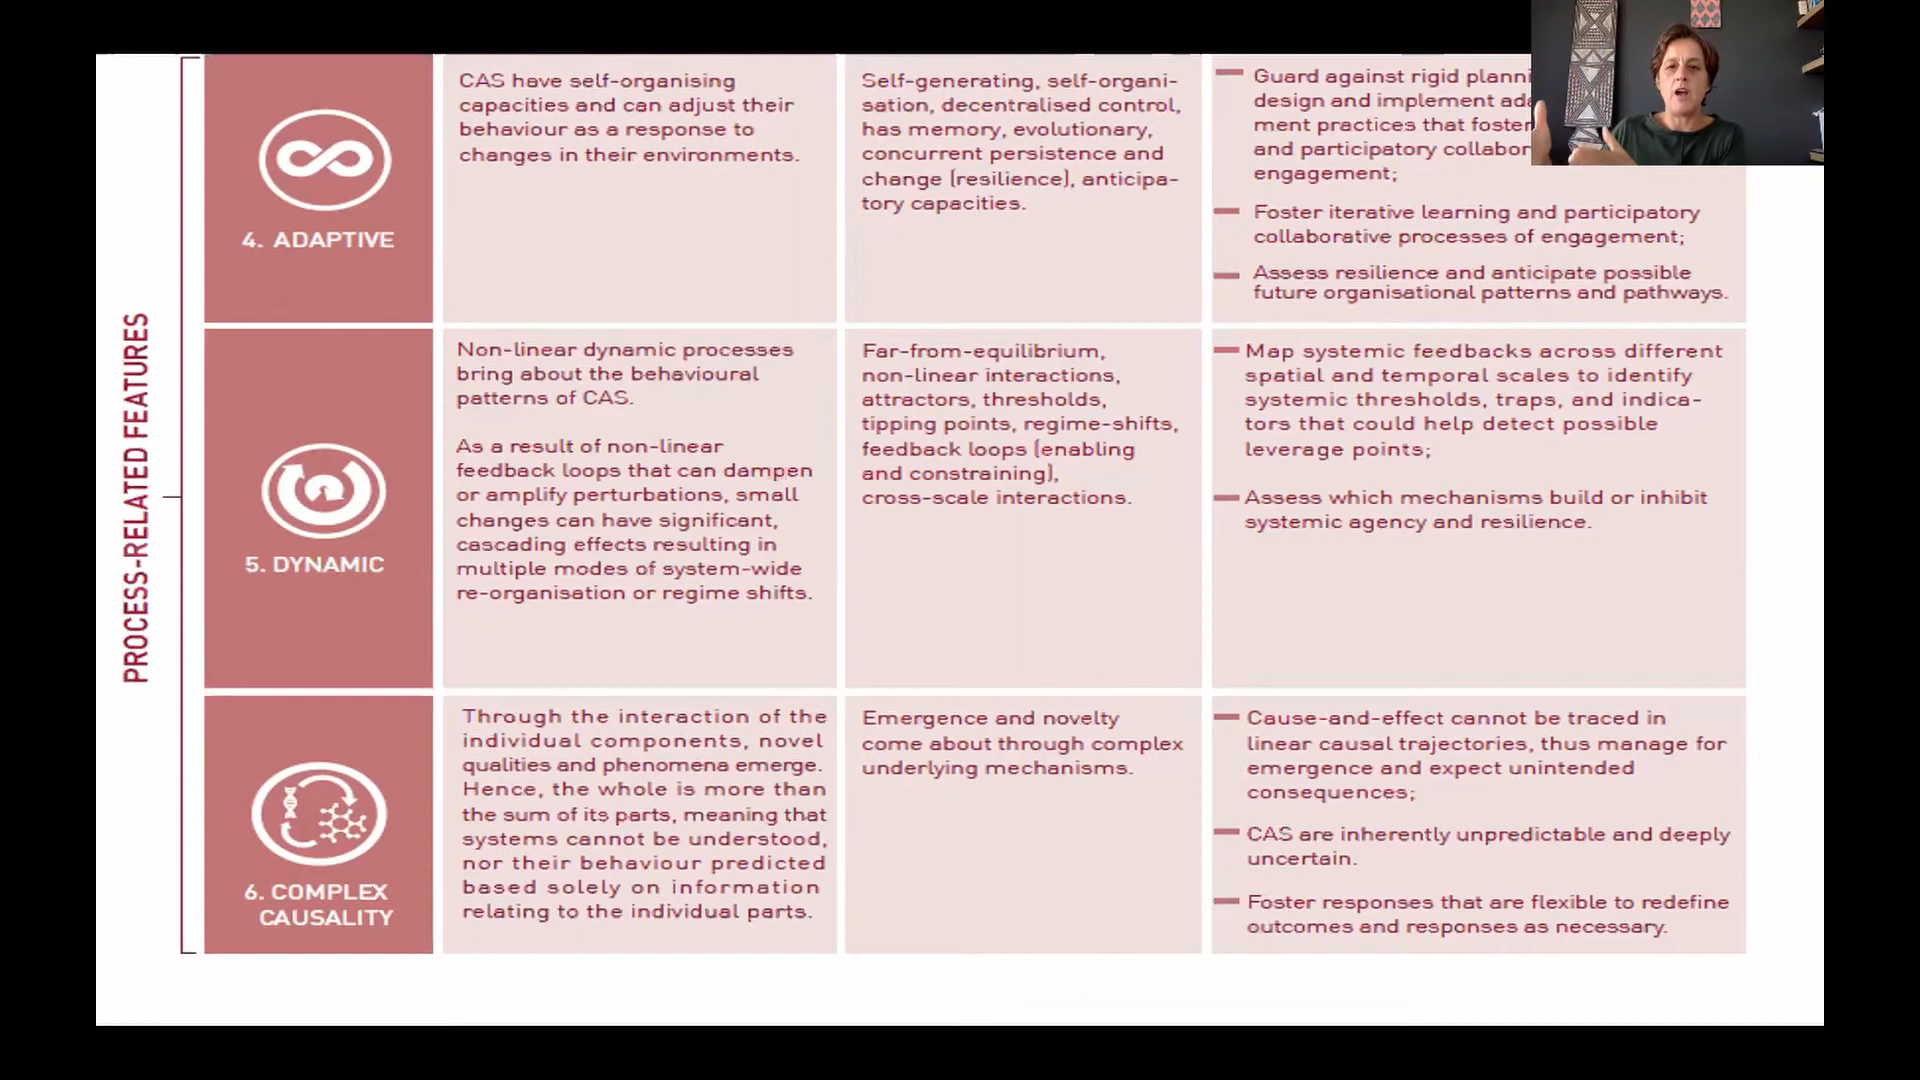 PROCESS-RELATED FEATURES
4. ADAPTIVE
CAS have self-organising
capacities and can adjust their
behaviour as a response to
changes in their environments.
Self-generating, self-organi-
sation, decentralised control,
has memory, evolutionary,
concurrent persistence and
change (resilience), anticipa-
tory capacities.
Guard against rigid
design and implement
ment practices that foster
and participatory
engagement;
Foster iterative learning and participatory
collaborative processes of engagement;
Assess resilience and anticipate possible
future organisational patterns and pathways.
5. DYNAMIC
Non-linear dynamic processes
bring about the behavioural
patterns of CAS.
As a result of non-linear
feedback loops that can dampen
or amplify perturbations, small
changes can have significant,
cascading effects resulting in
multiple modes of system-wide
re-organisation or regime shifts.
Far-from-equilibrium,
non-linear interactions,
attractors, thresholds,
tipping points, regime-shifts,
feedback loops (enabling
and constraining),
cross-scale interactions.
Map systemic feedbacks across different
spatial and temporal scales to identify
systemic thresholds, traps, and indica-
tors that could help detect possible
leverage points;
Assess which mechanisms build or inhibit
systemic agency and resilience.
6. COMPLEX
CAUSALITY
Through the interaction of the
individual components, novel
qualities and phenomena emerge.
Hence, the whole is more than
the sum of its parts, meaning that
systems cannot be understood,
nor their behaviour predicted
based solely on information
relating to the individual parts.
Emergence and novelty
come about through complex
underlying mechanisms.
Cause-and-effect cannot be traced in
linear causal trajectories, thus manage for
emergence and expect unintended
consequences;
CAS are inherently unpredictable and deeply
uncertain.
Foster responses that are flexible to redefine
outcomes and responses as necessary.